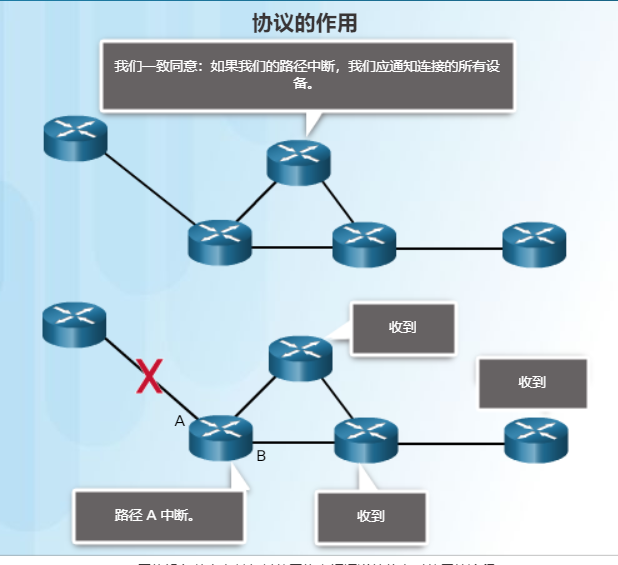 协议的作用
我们一致同意：如果我们的路径中断，我们应通知连接的所有设
备。
收到
收到
A
B
路径 A 中断。
收到